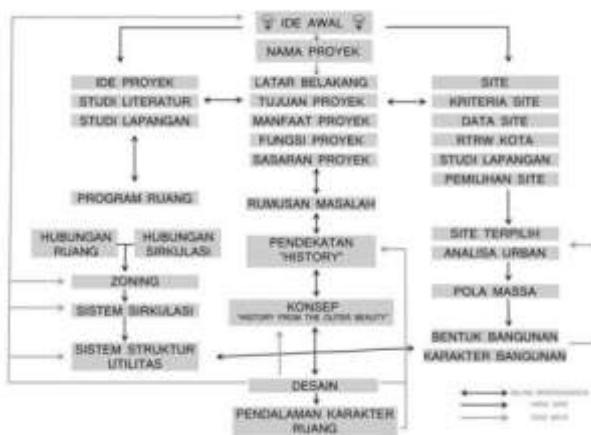 IDE AWAL
NAMA PROYEK
IDE PROYEK
STUDI LITERATUR
STUDI LAPANGAN
LATAR BELAKANG
TUJUAN PROYEK
MANFAAT PROYEK
FUNGSI PROYEK
SASARAN PROYEK
SITE
KRITERIA SITE
DATA SITE
RTRW KOTA
STUDI LAPANGAN
PEMILIHAN SITE
PROGRAM RUANG
RUMUSAN MASALAH
HUBUNGAN
RUANG
HUBUNGAN
SIRKULASI
PENDEKATAN
"HISTORY"
SITE TERPILIH
ANALISA URBAN
ZONING
SISTEM SIRKULASI
KONSEP
"HISTORY FROM THE OUTER BEAUTY"
POLA MASSA
SISTEM STRUKTUR
UTILITAS
BENTUK BANGUNAN
KARAKTER BANGUNAN
DESAIN
PENDALAMAN KARAKTER
RUANG